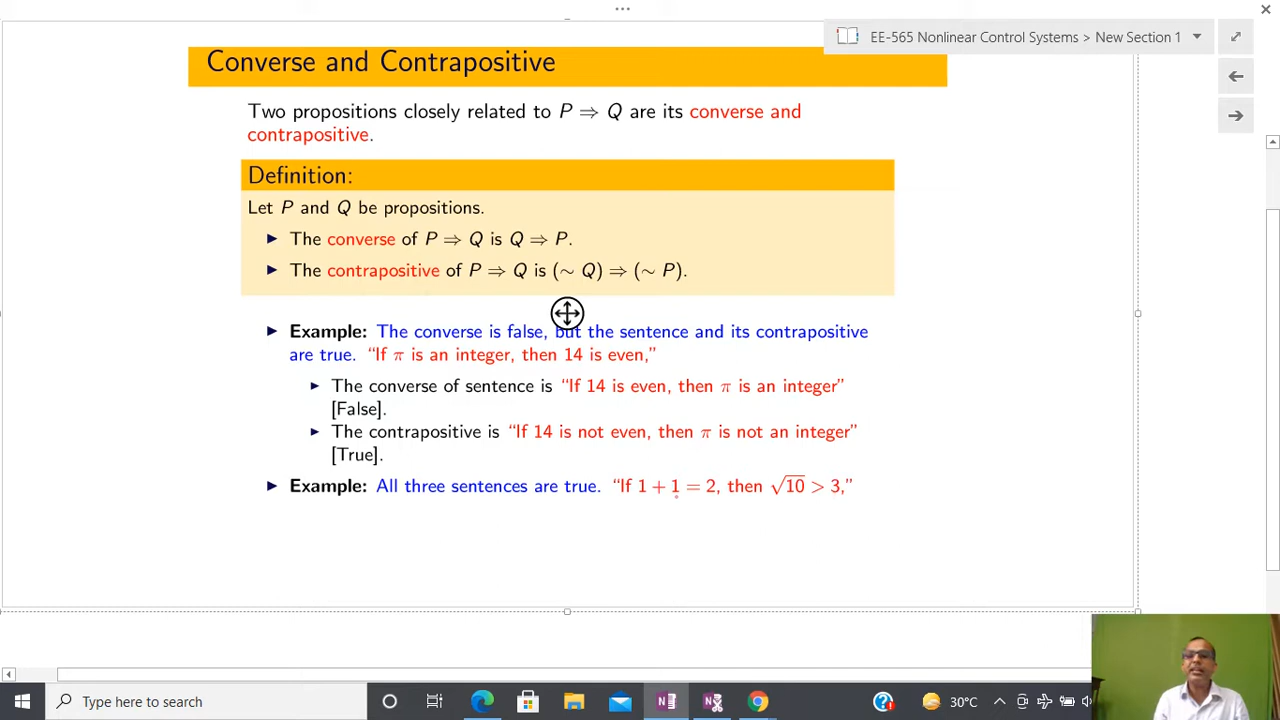 EE-565 Nonlinear Control Systems > New Section 1
Converse and Contrapositive
Two propositions closely related to P ⇒ Q are its converse and
contrapositive.
Definition:
Let P and Q be propositions.
▶ The converse of P ⇒ Q is Q ⇒ P.
▶ The contrapositive of P ⇒ Q is (∼ Q) ⇒ (∼ P).
▶ Example: The converse is false, but the sentence and its contrapositive
are true. “If π is an integer, then 14 is even,”
▶ The converse of sentence is “If 14 is even, then π is an integer”
[False].
▶ The contrapositive is “If 14 is not even, then π is not an integer”
[True].
▶ Example: All three sentences are true. “If 1 + 1 = 2, then √10 > 3,”
Type here to search
30°C